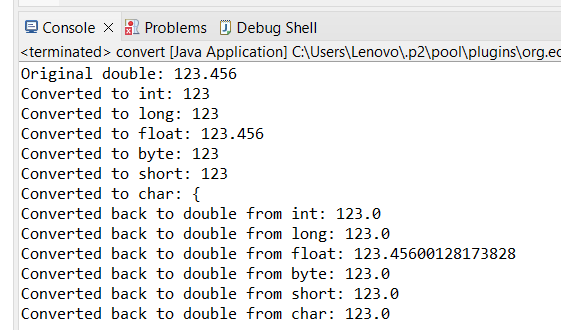 Console × Problems Debug Shell
<terminated> convert [Java Application] C:\Users\Lenovo\.p2\pool\plugins\org.ec
Original double: 123.456
Converted to int: 123
Converted to long: 123
Converted to float: 123.456
Converted to byte: 123
Converted to short: 123
Converted to char: {
Converted back to double from int: 123.0
Converted back to double from long: 123.0
Converted back to double from float: 123.45600128173828
Converted back to double from byte: 123.0
Converted back to double from short: 123.0
Converted back to double from char: 123.0